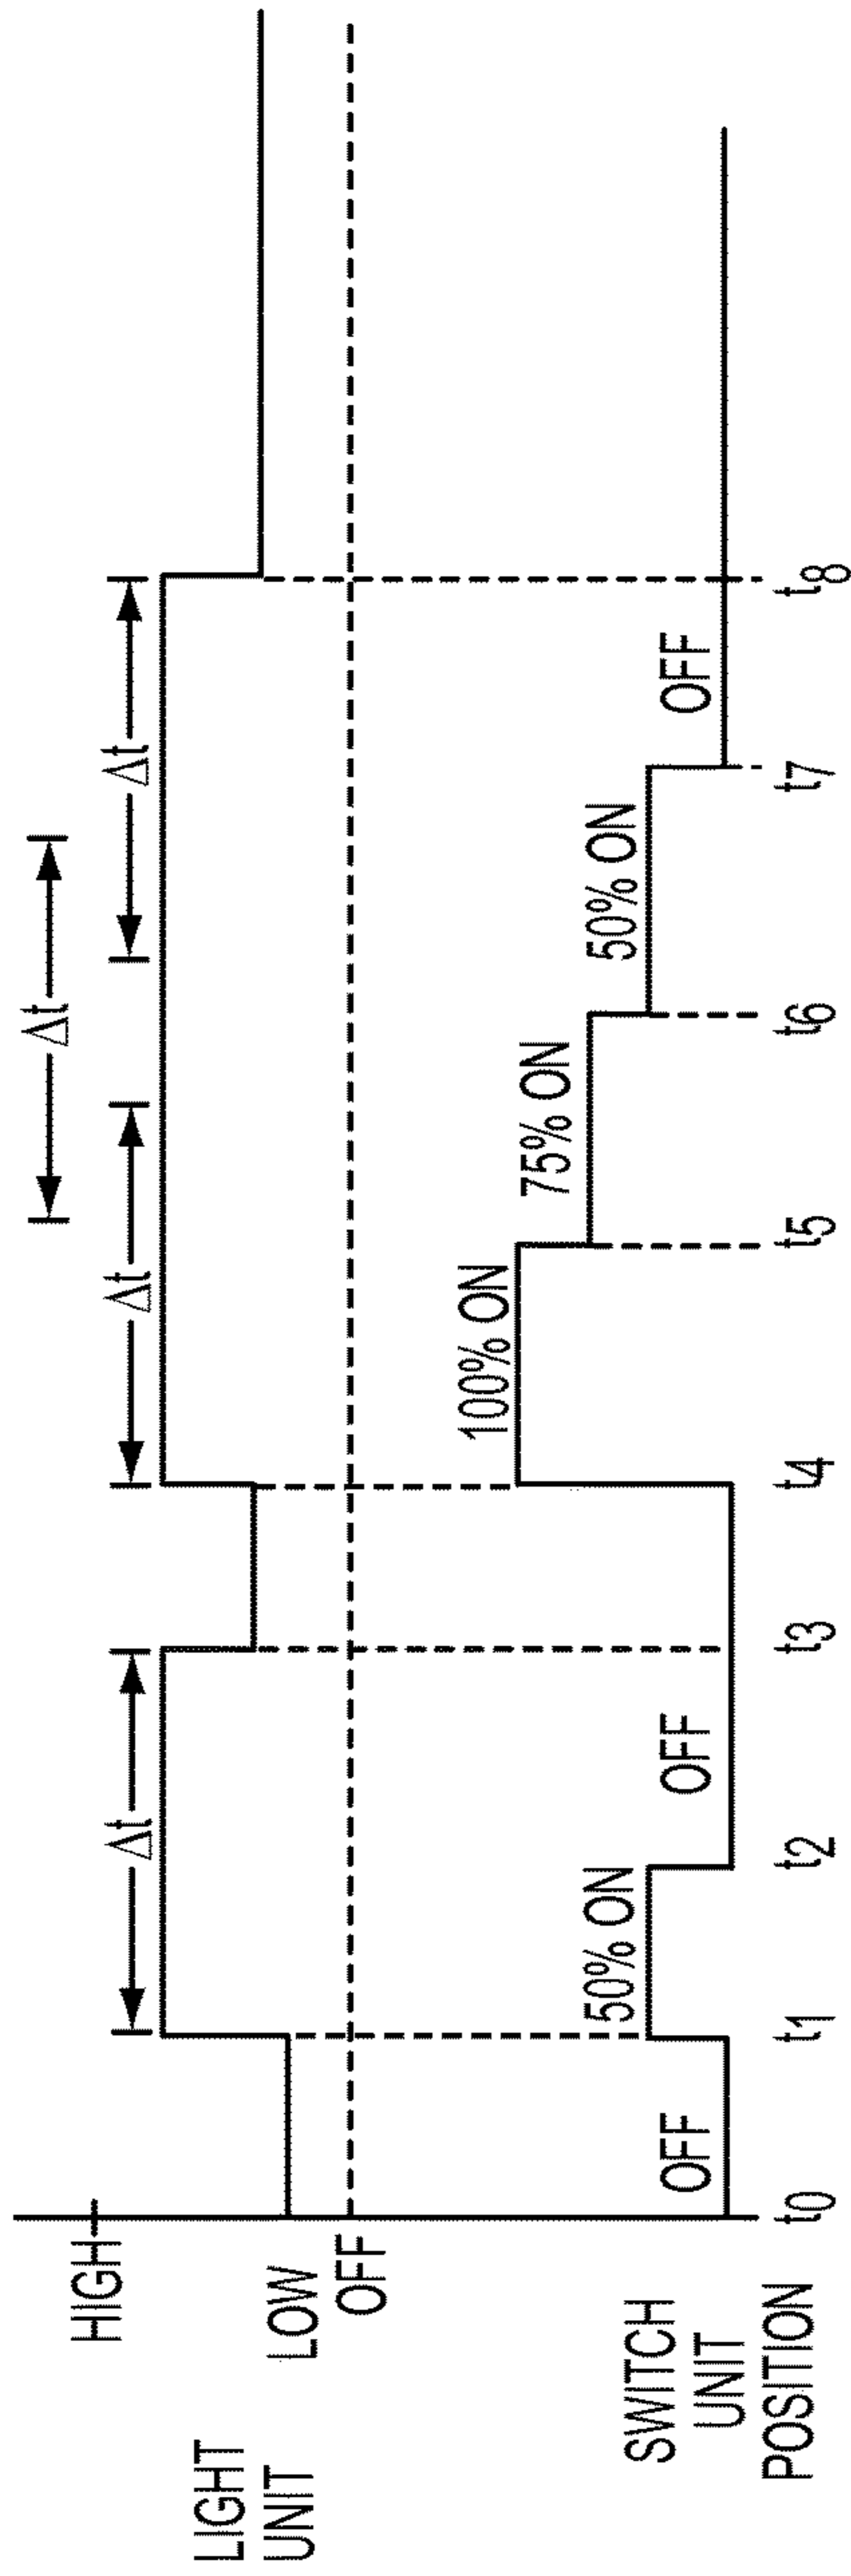 Δt
Δt
Δt
Δt
HIGH
LIGHT
UNIT
LOW
OFF
100% ON
75% ON
50% ON
50% ON
OFF
OFF
OFF
SWITCH
UNIT
POSITION
t0
t1
t2
t3
t4
t5
t6
t7
t8